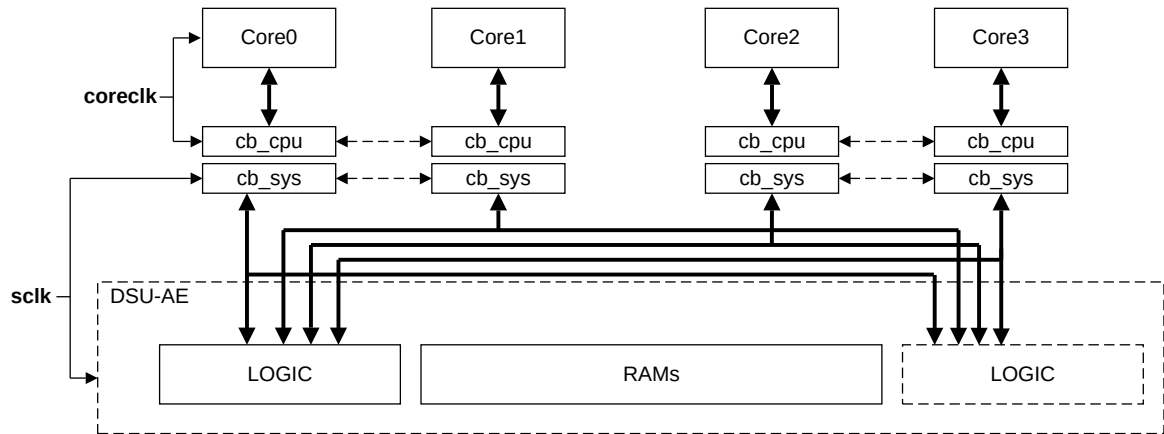 Core0
Core1
Core2
Core3
coreclk
cb_cpu
cb_cpu
cb_cpu
cb_cpu
cb_sys
cb_sys
cb_sys
cb_sys
sclk
DSU-AE
LOGIC
RAMs
LOGIC